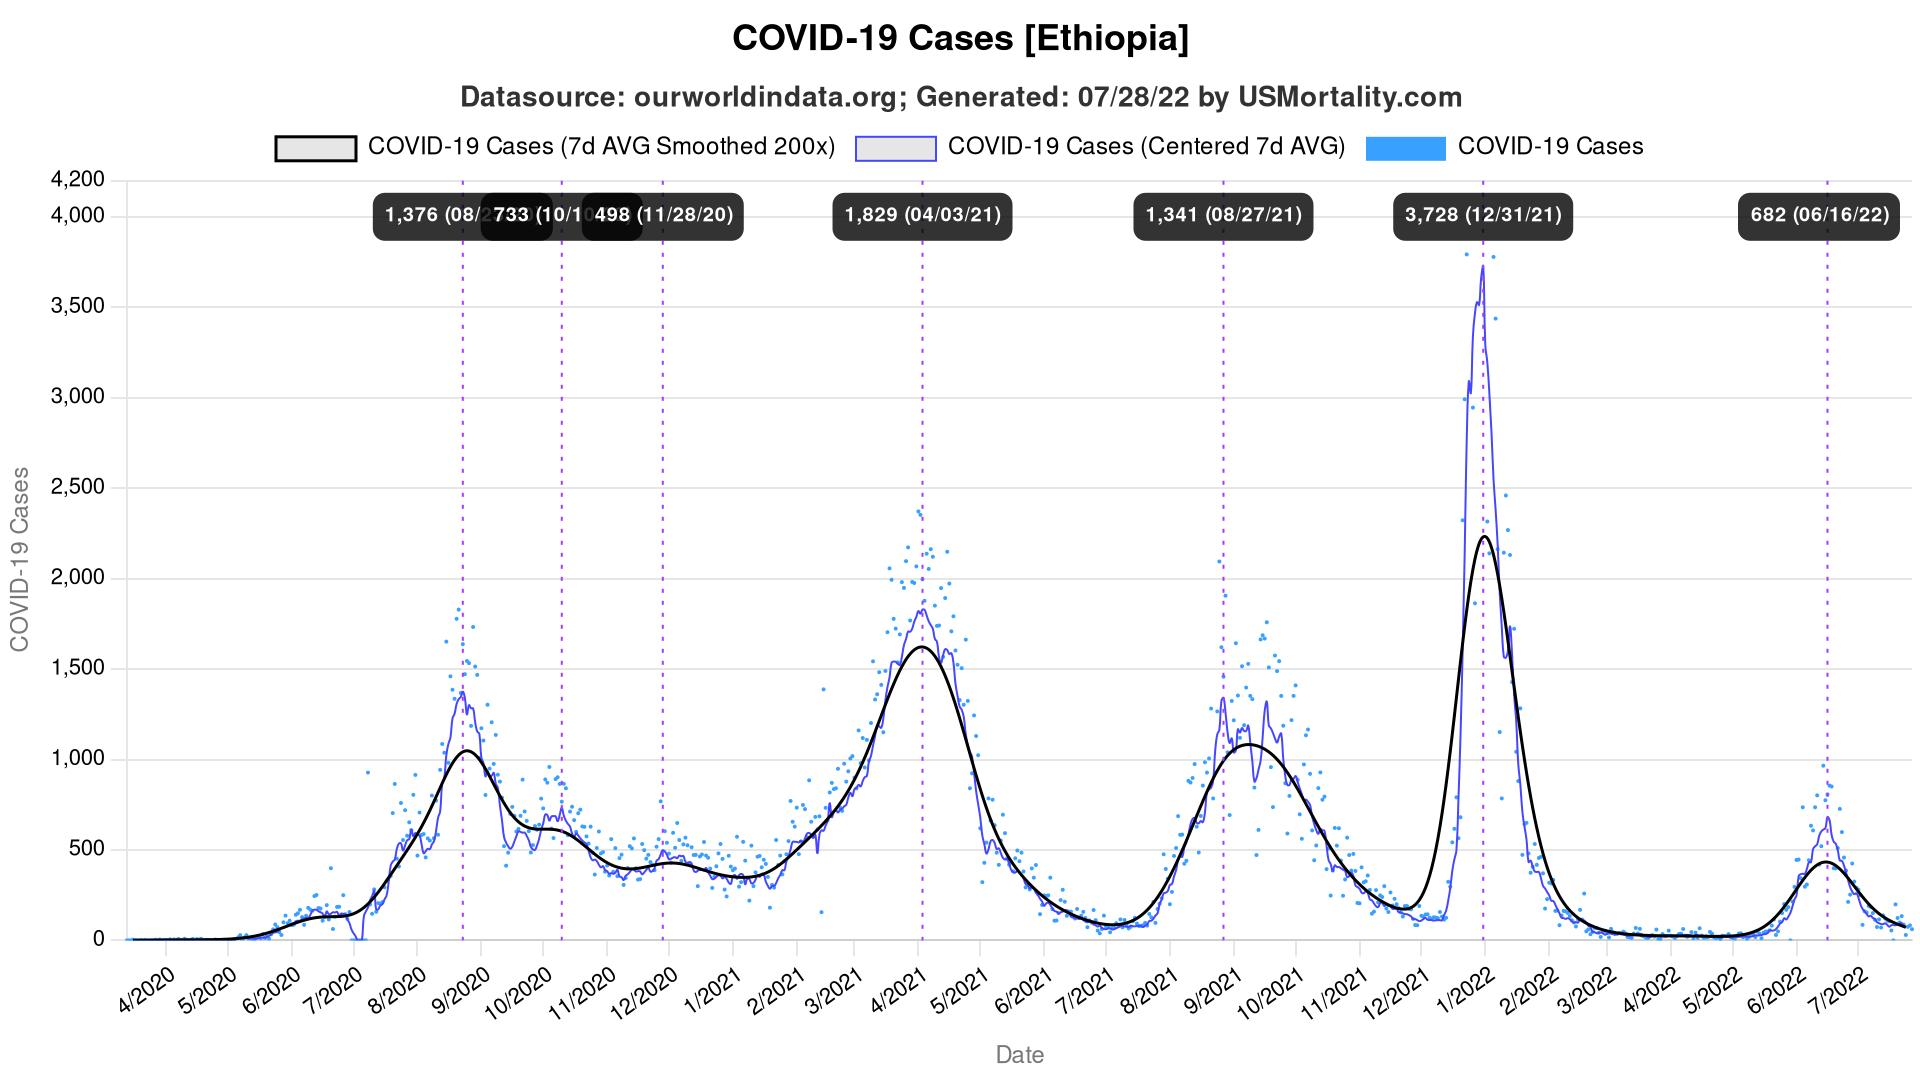 COVID-19 Cases [Ethiopia]
Datasource: ourworldindata.org; Generated: 07/28/22 by USMortality.com
COVID-19 Cases (7d AVG Smoothed 200x) COVID-19 Cases (Centered 7d AVG) COVID-19 Cases
4,200
4,000
3,500
3,000
2,500
2,000
1,500
1,000
500
0
COVID-19 Cases
1,376 (08/ 733 (10/1 498 (11/28/20) 1,829 (04/03/21) 1,341 (08/27/21) 3,728 (12/31/21) 682 (06/16/22)
4/2020 5/2020 6/2020 7/2020 8/2020 9/2020 10/2020 11/2020 12/2020 1/2021 2/2021 3/2021 4/2021 5/2021 6/2021 7/2021 8/2021 9/2021 10/2021 11/2021 12/2021 1/2022 2/2022 3/2022 4/2022 5/2022 6/2022 7/2022
Date